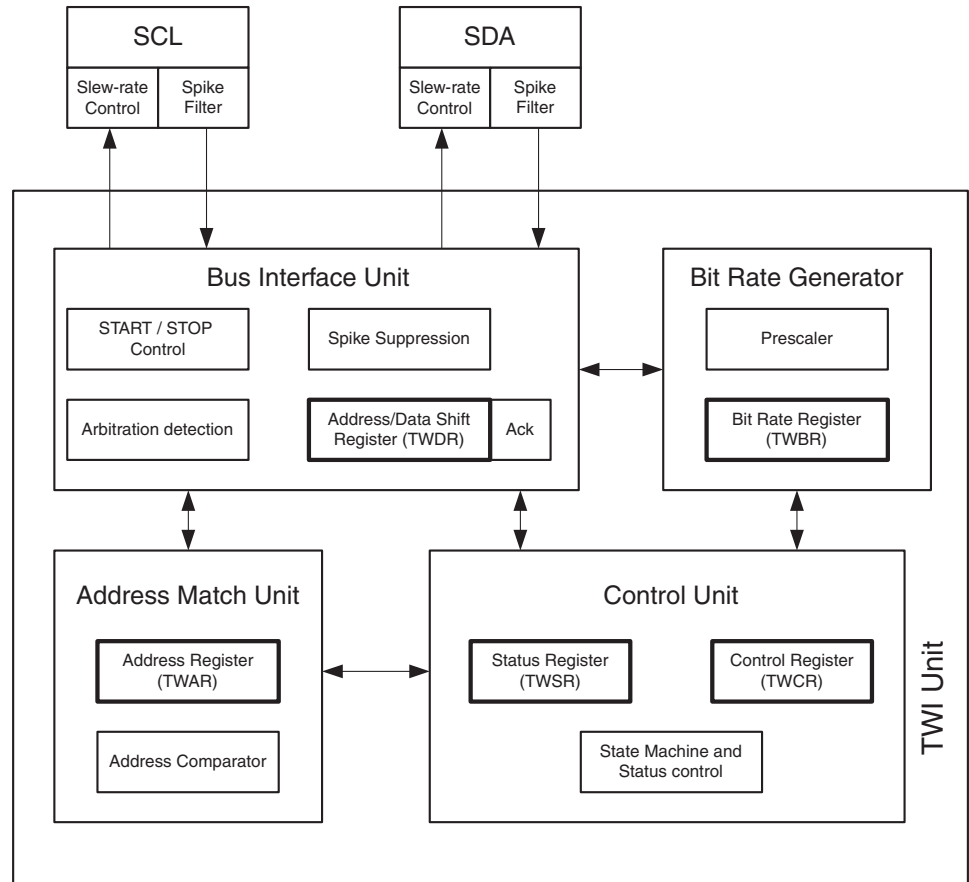 SCL
SDA
Slew-rate
Control
Spike
Filter
Slew-rate
Control
Spike
Filter
Bus Interface Unit
START / STOP
Control
Spike Suppression
Arbitration detection
Address/Data Shift
Register (TWDR)
Ack
Bit Rate Generator
Prescaler
Bit Rate Register
(TWBR)
Address Match Unit
Address Register
(TWAR)
Address Comparator
Control Unit
Status Register
(TWSR)
Control Register
(TWCR)
State Machine and
Status control
TWI Unit